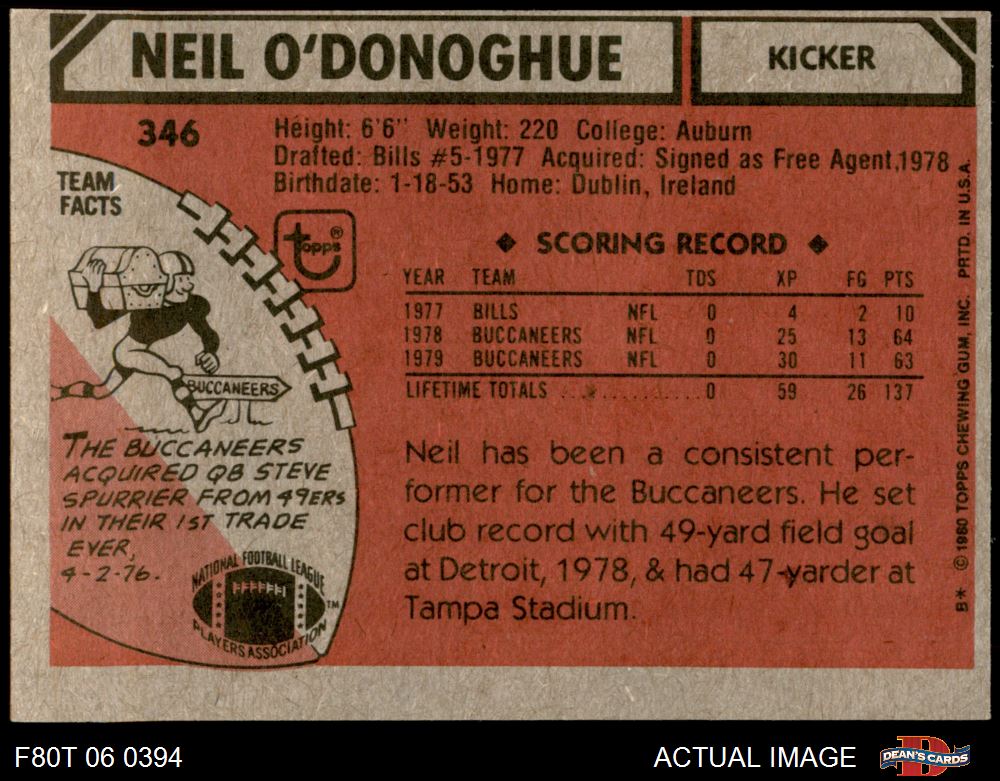 NEIL O'DONOGHUE
KICKER
346
Height: 6'6" Weight: 220 College: Auburn
Drafted: Bills #5-1977 Acquired: Signed as Free Agent,1978
Birthdate: 1-18-53 Home: Dublin, Ireland
TEAM
FACTS
topps®
BUCCANEERS
THE BUCCANEERS
ACQUIRED QB STEVE
SPURRIER FROM 49ERS
IN THEIR 1ST TRADE
EVER,
4-2-76.
NATIONAL FOOTBALL LEAGUE
PLAYERS ASSOCIATION
TM
◆ SCORING RECORD ◆
YEAR TEAM TDS XP FG PTS
1977 BILLS NFL 0 4 2 10
1978 BUCCANEERS NFL 0 25 13 64
1979 BUCCANEERS NFL 0 30 11 63
LIFETIME TOTALS ............ 0 59 26 137
Neil has been a consistent per-
former for the Buccaneers. He set
club record with 49-yard field goal
at Detroit, 1978, & had 47-yarder at
Tampa Stadium.
B* © 1980 TOPPS CHEWING GUM, INC. PRTD. IN U.S.A.
F80T 06 0394
ACTUAL IMAGE
D
DEAN'S CARDS